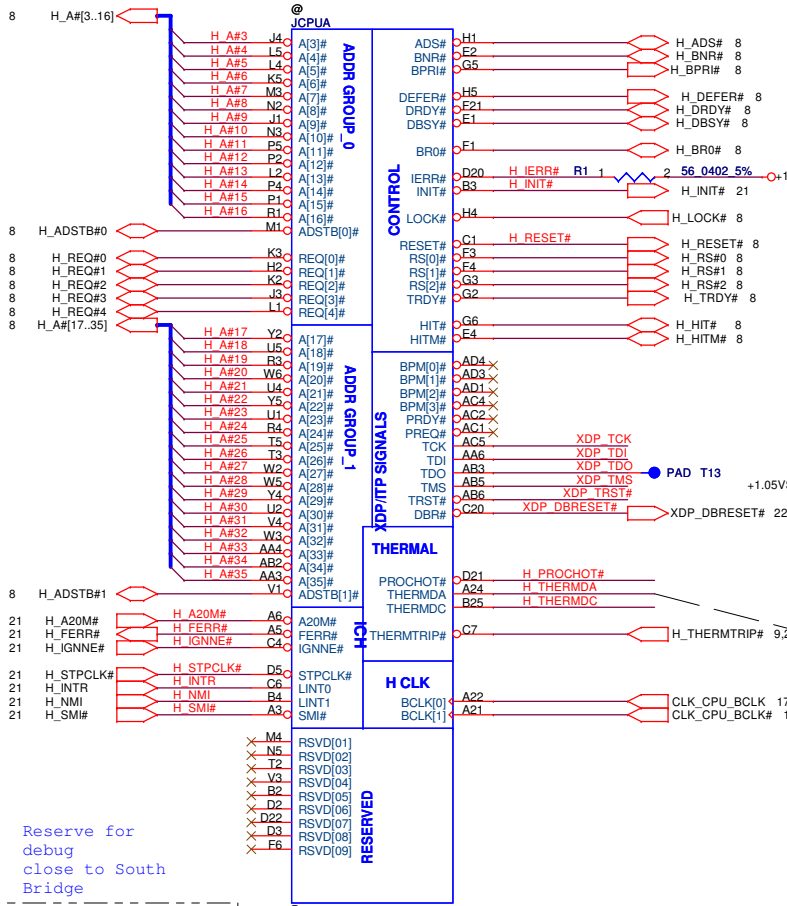 @
JCPUA
8 H_A#[3..16]
ADDR GROUP_0
H_A#3 J4 A[3]#
H_A#4 L5 A[4]#
H_A#5 L4 A[5]#
H_A#6 K5 A[6]#
H_A#7 M3 A[7]#
H_A#8 N2 A[8]#
H_A#9 J1 A[9]#
H_A#10 N3 A[10]#
H_A#11 P5 A[11]#
H_A#12 P2 A[12]#
H_A#13 L2 A[13]#
H_A#14 P4 A[14]#
H_A#15 P1 A[15]#
H_A#16 R1 A[16]#
8 H_ADSTB#0 M1 ADSTB[0]#
8 H_REQ#0 K3 REQ[0]#
8 H_REQ#1 H2 REQ[1]#
8 H_REQ#2 K2 REQ[2]#
8 H_REQ#3 J3 REQ[3]#
8 H_REQ#4 L1 REQ[4]#
8 H_A#[17..35]
ADDR GROUP_1
H_A#17 Y2 A[17]#
H_A#18 U5 A[18]#
H_A#19 R3 A[19]#
H_A#20 W6 A[20]#
H_A#21 U4 A[21]#
H_A#22 Y5 A[22]#
H_A#23 U1 A[23]#
H_A#24 R4 A[24]#
H_A#25 T5 A[25]#
H_A#26 T3 A[26]#
H_A#27 W2 A[27]#
H_A#28 W5 A[28]#
H_A#29 Y4 A[29]#
H_A#30 U2 A[30]#
H_A#31 V4 A[31]#
H_A#32 W3 A[32]#
H_A#33 AA4 A[33]#
H_A#34 AB2 A[34]#
H_A#35 AA3 A[35]#
8 H_ADSTB#1 V1 ADSTB[1]#
ICH
21 H_A20M# H_A20M# A6 A20M#
21 H_FERR# H_FERR# A5 FERR#
21 H_IGNNE# H_IGNNE# C4 IGNNE#
21 H_STPCLK# H_STPCLK# D5 STPCLK#
21 H_INTR H_INTR C6 LINT0
21 H_NMI H_NMI B4 LINT1
21 H_SMI# H_SMI# A3 SMI#
RESERVED
M4 RSVD[01]
N5 RSVD[02]
T2 RSVD[03]
V3 RSVD[04]
B2 RSVD[05]
D2 RSVD[06]
D22 RSVD[07]
D3 RSVD[08]
F6 RSVD[09]
CONTROL
ADS# H1 H_ADS# 8
BNR# E2 H_BNR# 8
BPRI# G5 H_BPRI# 8
DEFER# H5 H_DEFER# 8
DRDY# F21 H_DRDY# 8
DBSY# E1 H_DBSY# 8
BR0# F1 H_BR0# 8
IERR# D20 H_IERR# R1 1 2 56_0402_5% +1
INIT# B3 H_INIT# H_INIT# 21
LOCK# H4 H_LOCK# 8
RESET# C1 H_RESET# H_RESET# 8
RS[0]# F3 H_RS#0 8
RS[1]# F4 H_RS#1 8
RS[2]# G3 H_RS#2 8
TRDY# G2 H_TRDY# 8
HIT# G6 H_HIT# 8
HITM# E4 H_HITM# 8
XDP/ITP SIGNALS
BPM[0]# AD4
BPM[1]# AD3
BPM[2]# AD1
BPM[3]# AC4
PRDY# AC2
PREQ# AC1
TCK AC5 XDP_TCK
TDI AA6 XDP_TDI
TDO AB3 XDP_TDO PAD T13
TMS AB5 XDP_TMS
+1.05VS
TRST# AB6 XDP_TRST#
DBR# C20 XDP_DBRESET# XDP_DBRESET# 22
THERMAL
PROCHOT# D21 H_PROCHOT#
THERMDA A24 H_THERMDA
THERMDC B25 H_THERMDC
THERMTRIP# C7 H_THERMTRIP# 9,2
H CLK
BCLK[0] A22 CLK_CPU_BCLK 17
BCLK[1] A21 CLK_CPU_BCLK# 1
Reserve for
debug
close to South
Bridge